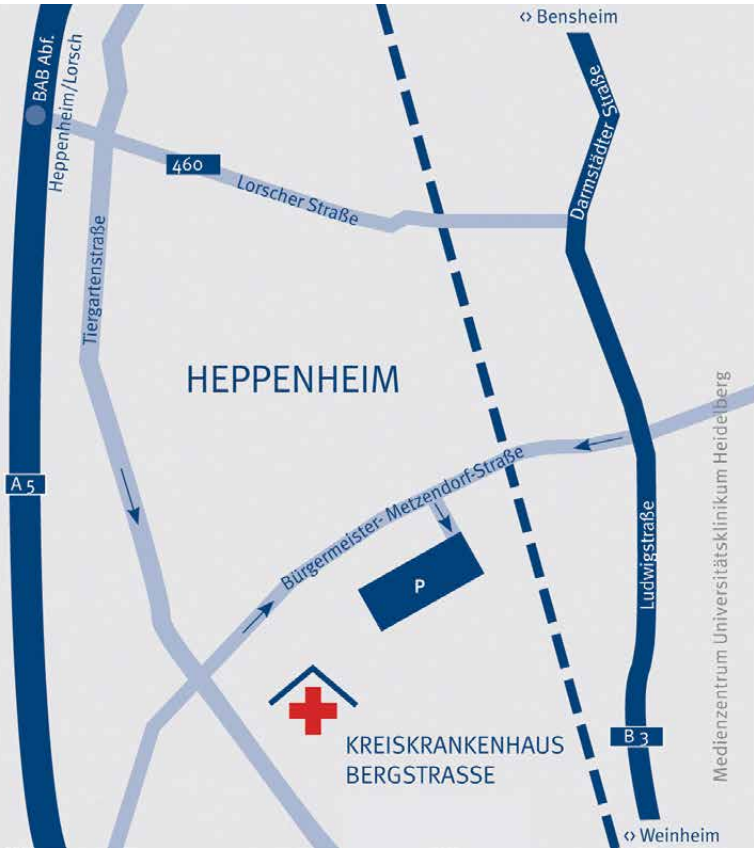 <> Bensheim
BAB Abf.
Heppenheim/Lorsch
460
Lorscher Straße
Darmstädter Straße
Tiergartenstraße
HEPPENHEIM
A 5
Bürgermeister- Metzendorf-Straße
P
Ludwigstraße
Medienzentrum Universitätsklinikum Heidelberg
KREISKRANKENHAUS
BERGSTRASSE
B 3
<> Weinheim